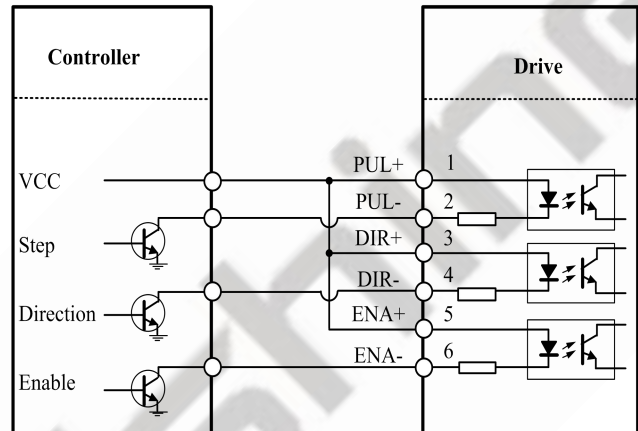 Controller
Drive
VCC
Step
Direction
Enable
PUL+ 1
PUL- 2
DIR+ 3
DIR- 4
ENA+ 5
ENA- 6